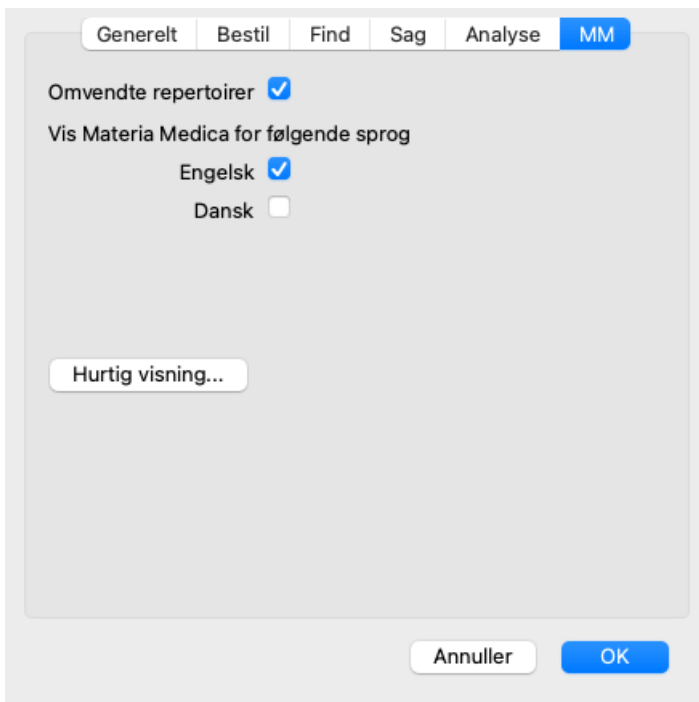 Generelt Bestil Find Sag Analyse MM
Omvendte repertoirer
Vis Materia Medica for følgende sprog
Engelsk
Dansk
Hurtig visning...
Annuller OK